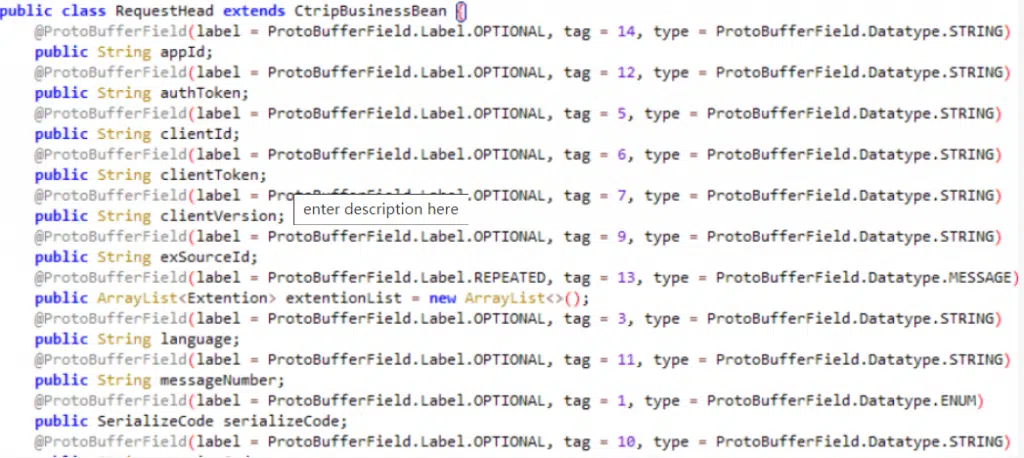 public class RequestHead extends CtripBusinessBean {
@ProtoBufferField(label = ProtoBufferField.Label.OPTIONAL, tag = 14, type = ProtoBufferField.Datatype.STRING)
public String appId;
@ProtoBufferField(label = ProtoBufferField.Label.OPTIONAL, tag = 12, type = ProtoBufferField.Datatype.STRING)
public String authToken;
@ProtoBufferField(label = ProtoBufferField.Label.OPTIONAL, tag = 5, type = ProtoBufferField.Datatype.STRING)
public String clientId;
@ProtoBufferField(label = ProtoBufferField.Label.OPTIONAL, tag = 6, type = ProtoBufferField.Datatype.STRING)
public String clientToken;
@ProtoBufferField(label = ProtoBufferField.Label.OPTIONAL, tag = 7, type = ProtoBufferField.Datatype.STRING)
public String clientVersion;
enter description here
@ProtoBufferField(label = ProtoBufferField.Label.OPTIONAL, tag = 9, type = ProtoBufferField.Datatype.STRING)
public String exSourceId;
@ProtoBufferField(label = ProtoBufferField.Label.REPEATED, tag = 13, type = ProtoBufferField.Datatype.MESSAGE)
public ArrayList<Extention> extentionList = new ArrayList<>();
@ProtoBufferField(label = ProtoBufferField.Label.OPTIONAL, tag = 3, type = ProtoBufferField.Datatype.STRING)
public String language;
@ProtoBufferField(label = ProtoBufferField.Label.OPTIONAL, tag = 11, type = ProtoBufferField.Datatype.STRING)
public String messageNumber;
@ProtoBufferField(label = ProtoBufferField.Label.OPTIONAL, tag = 1, type = ProtoBufferField.Datatype.ENUM)
public SerializeCode serializeCode;
@ProtoBufferField(label = ProtoBufferField.Label.OPTIONAL, tag = 10, type = ProtoBufferField.Datatype.STRING)